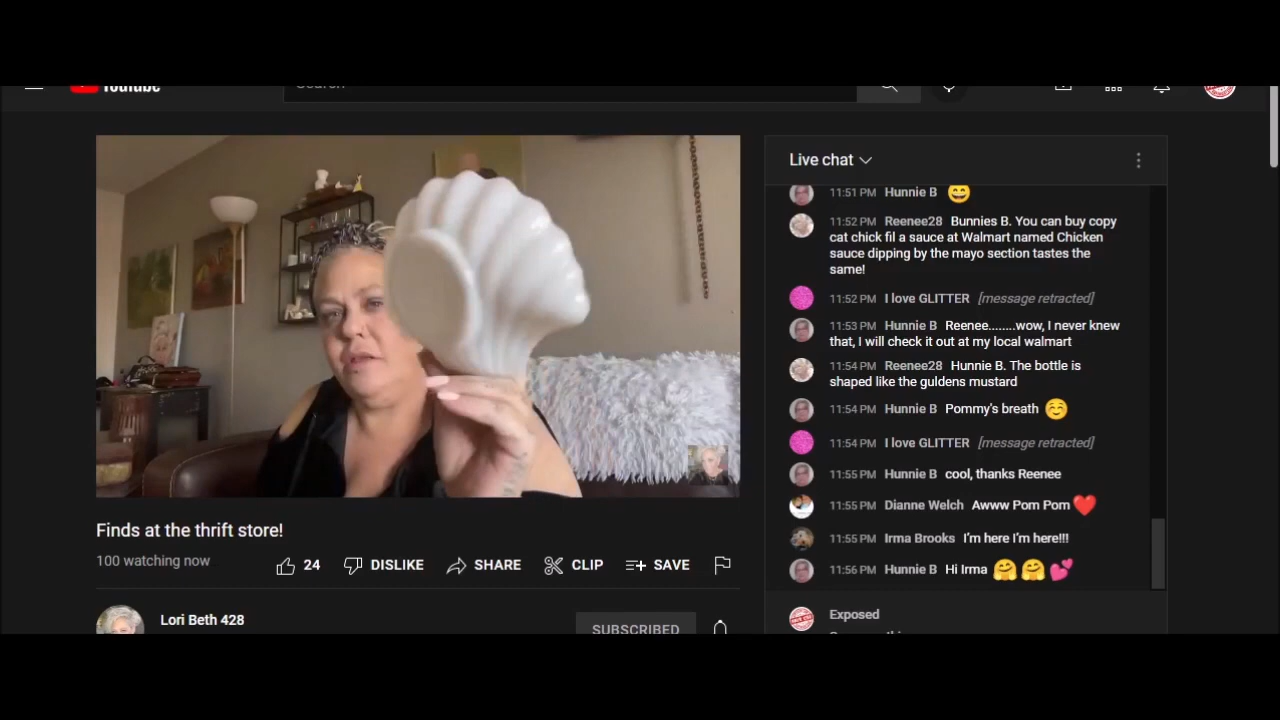 YouTube
Search
Live chat
11:51 PM Hunnie B 😄
11:52 PM Reenee28 Bunnies B. You can buy copy
cat chick fil a sauce at Walmart named Chicken
sauce dipping by the mayo section tastes the
same!
11:52 PM I love GLITTER [message retracted]
11:53 PM Hunnie B Reenee........wow, I never knew
that, I will check it out at my local walmart
11:54 PM Reenee28 Hunnie B. The bottle is
shaped like the guldens mustard
11:54 PM Hunnie B Pommy's breath ☺️
11:54 PM I love GLITTER [message retracted]
11:55 PM Hunnie B cool, thanks Reenee
11:55 PM Dianne Welch Awww Pom Pom ❤️
11:55 PM Irma Brooks I'm here I'm here!!!
11:56 PM Hunnie B Hi Irma 🤗 🤗 💕
Exposed
Finds at the thrift store!
100 watching now
24 DISLIKE SHARE CLIP SAVE
Lori Beth 428
SUBSCRIBED